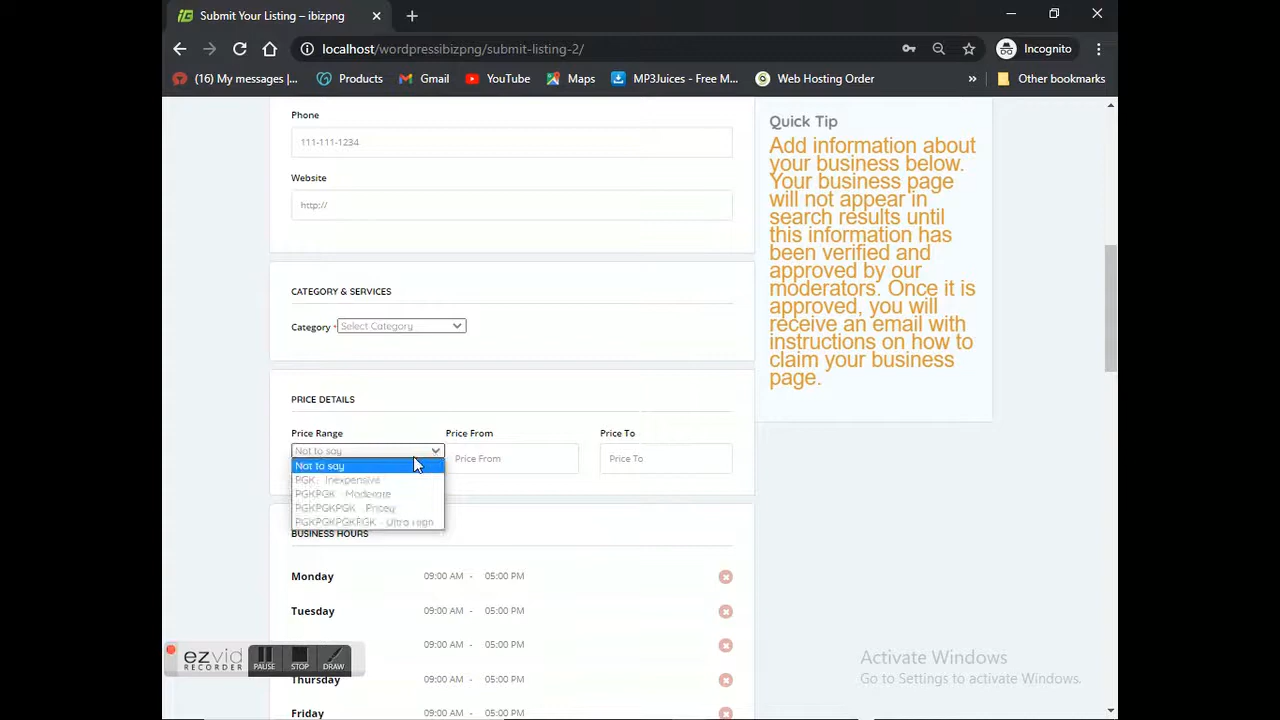 Submit Your Listing – ibizpng
localhost/wordpressibizpng/submit-listing-2/
Incognito
(16) My messages |...
Products
Gmail
YouTube
Maps
MP3Juices - Free M...
Web Hosting Order
»
Other bookmarks
Phone
111-111-1234
Website
http://
CATEGORY & SERVICES
Category * Select Category
PRICE DETAILS
Price Range
Price From
Price To
Not to say
Price From
Price To
Not to say
PGK - Inexpensive
PGKPGK - Moderate
PGKPGKPGK - Pricey
PGKPGKPGKPGK - Ultra High
BUSINESS HOURS
Monday 09:00 AM - 05:00 PM
Tuesday 09:00 AM - 05:00 PM
09:00 AM - 05:00 PM
Thursday 09:00 AM - 05:00 PM
Friday 09:00 AM - 05:00 PM
Quick Tip
Add information about
your business below.
Your business page
will not appear in
search results until
this information has
been verified and
approved by our
moderators. Once it is
approved, you will
receive an email with
instructions on how to
claim your business
page.
ezvid
RECORDER
PAUSE
STOP
DRAW
Activate Windows
Go to Settings to activate Windows.